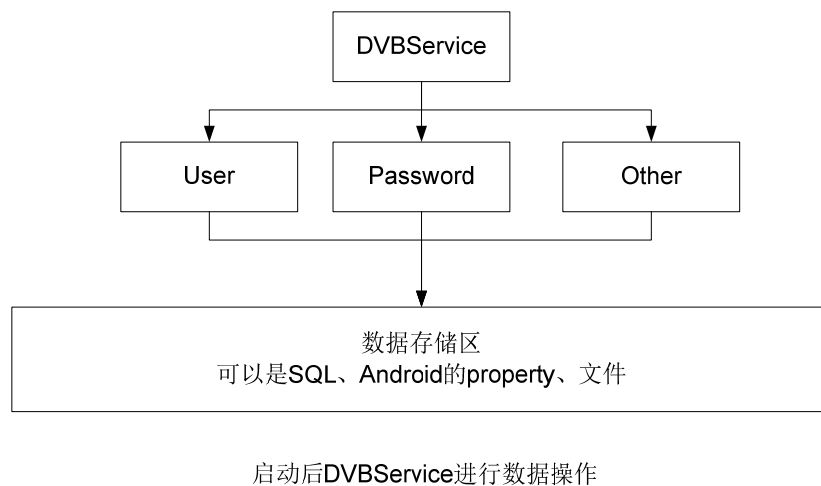 DVBService
User
Password
Other
数据存储区
可以是SQL、Android的property、文件
启动后DVBService进行数据操作